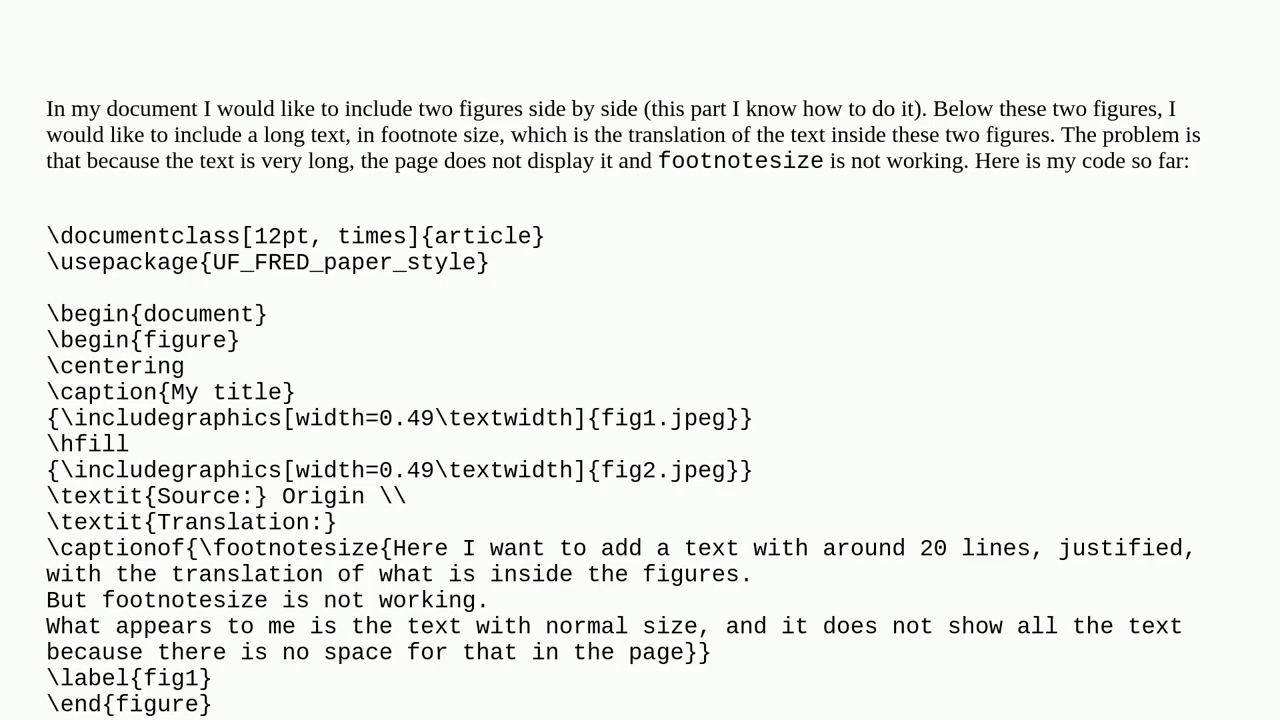 In my document I would like to include two figures side by side (this part I know how to do it). Below these two figures, I
would like to include a long text, in footnote size, which is the translation of the text inside these two figures. The problem is
that because the text is very long, the page does not display it and footnotesize is not working. Here is my code so far:
\documentclass[12pt, times]{article}
\usepackage{UF_FRED_paper_style}
\begin{document}
\begin{figure}
\centering
\caption{My title}
{\includegraphics[width=0.49\textwidth]{fig1.jpeg}}
\hfill
{\includegraphics[width=0.49\textwidth]{fig2.jpeg}}
\textit{Source:} Origin \\
\textit{Translation:}
\captionof{\footnotesize{Here I want to add a text with around 20 lines, justified,
with the translation of what is inside the figures.
But footnotesize is not working.
What appears to me is the text with normal size, and it does not show all the text
because there is no space for that in the page}}
\label{fig1}
\end{figure}